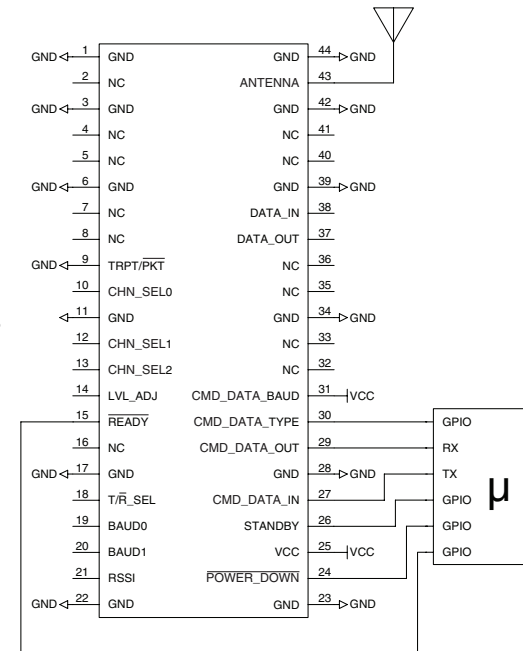 GND 1 GND GND 44 GND
2 NC ANTENNA 43
GND 3 GND GND 42 GND
4 NC NC 41
5 NC NC 40
GND 6 GND GND 39 GND
7 NC DATA_IN 38
8 NC DATA_OUT 37
GND 9 TRPT/PKT NC 36
10 CHN_SEL0 NC 35
11 GND GND 34 GND
12 CHN_SEL1 NC 33
13 CHN_SEL2 NC 32
14 LVL_ADJ CMD_DATA_BAUD 31 VCC
15 READY CMD_DATA_TYPE 30 GPIO
16 NC CMD_DATA_OUT 29 RX
GND 17 GND GND 28 GND TX
µ
18 T/R_SEL CMD_DATA_IN 27 GPIO
19 BAUD0 STANDBY 26 GPIO
20 BAUD1 VCC 25 VCC GPIO
21 RSSI POWER_DOWN 24
GND 22 GND GND 23 GND